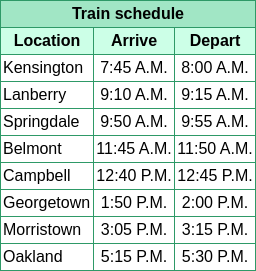 Train schedule
Location Arrive Depart
Kensington 7:45 A.M. 8:00 A.M.
Lanberry 9:10 A.M. 9:15 A.M.
Springdale 9:50 A.M. 9:55 A.M.
Belmont 11:45 A.M. 11:50 A.M.
Campbell 12:40 P.M. 12:45 P.M.
Georgetown 1:50 P.M. 2:00 P.M.
Morristown 3:05 P.M. 3:15 P.M.
Oakland 5:15 P.M. 5:30 P.M.